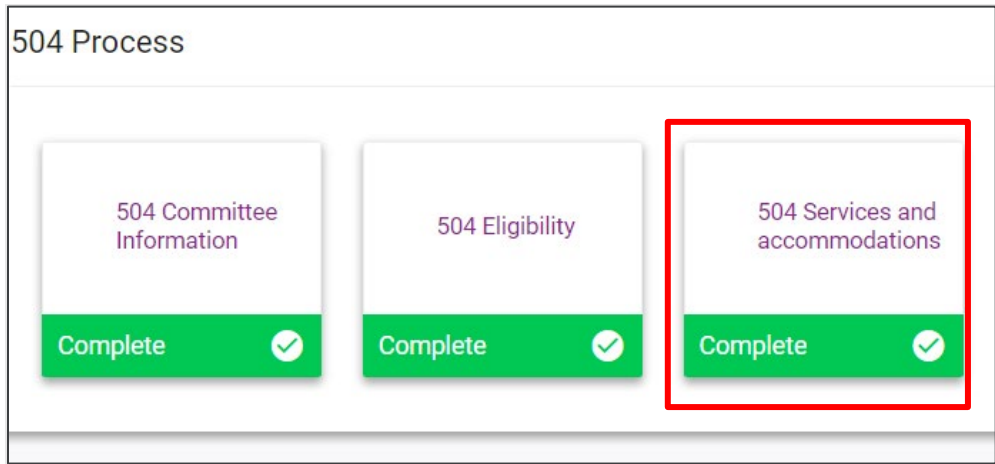 504 Process
504 Committee
Information
504 Eligibility
504 Services and
accommodations
Complete
Complete
Complete